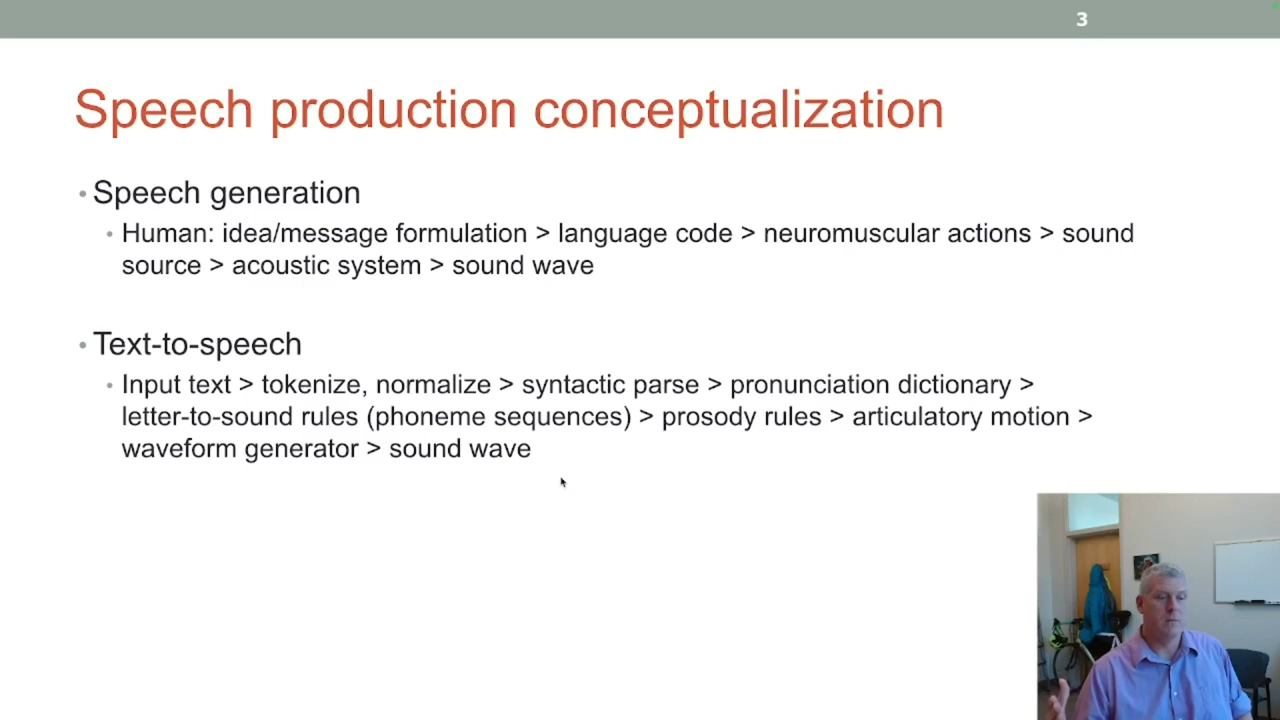 3
Speech production conceptualization
• Speech generation
• Human: idea/message formulation > language code > neuromuscular actions > sound
source > acoustic system > sound wave
• Text-to-speech
• Input text > tokenize, normalize > syntactic parse > pronunciation dictionary >
letter-to-sound rules (phoneme sequences) > prosody rules > articulatory motion >
waveform generator > sound wave